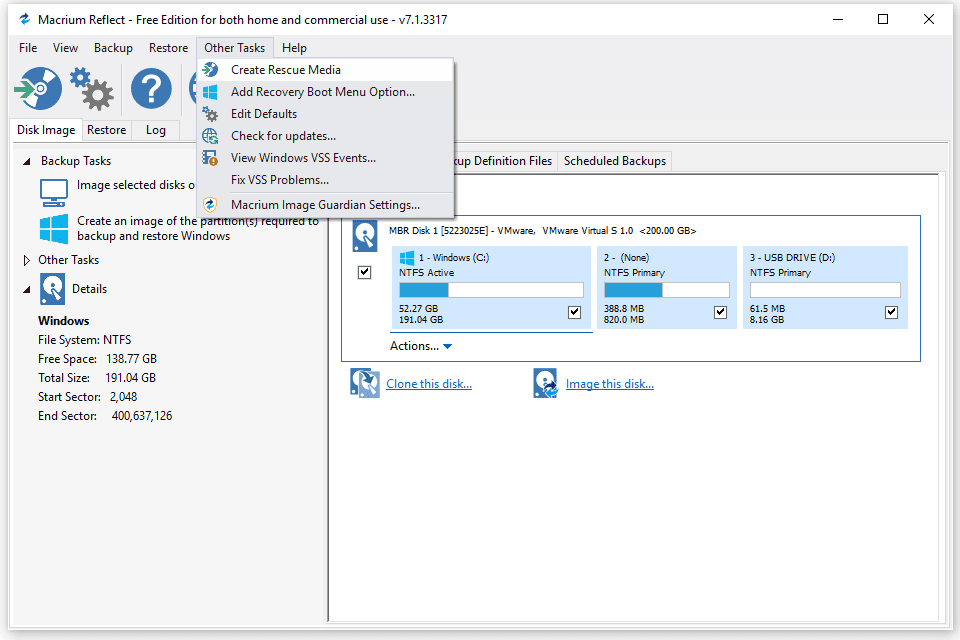 Macrium Reflect - Free Edition for both home and commercial use - v7.1.3317
File View Backup Restore Other Tasks Help
Create Rescue Media
Add Recovery Boot Menu Option...
Edit Defaults
Check for updates...
View Windows VSS Events...
Fix VSS Problems...
Macrium Image Guardian Settings...
Disk Image Restore Log
Backup Tasks
Image selected disks
Create an image of the partition(s) required to
backup and restore Windows
Other Tasks
Details
Windows
File System: NTFS
Free Space: 138.77 GB
Total Size: 191.04 GB
Start Sector: 2,048
End Sector: 400,637,126
Definition Files Scheduled Backups
MBR Disk 1 [5223025E] - VMware, VMware Virtual S 1.0 <200.00 GB>
1 - Windows (C:)
NTFS Active
52.27 GB
191.04 GB
2 - (None)
NTFS Primary
388.8 MB
820.0 MB
3 - USB DRIVE (D:)
NTFS Primary
61.5 MB
8.16 GB
Actions...
Clone this disk...
Image this disk...